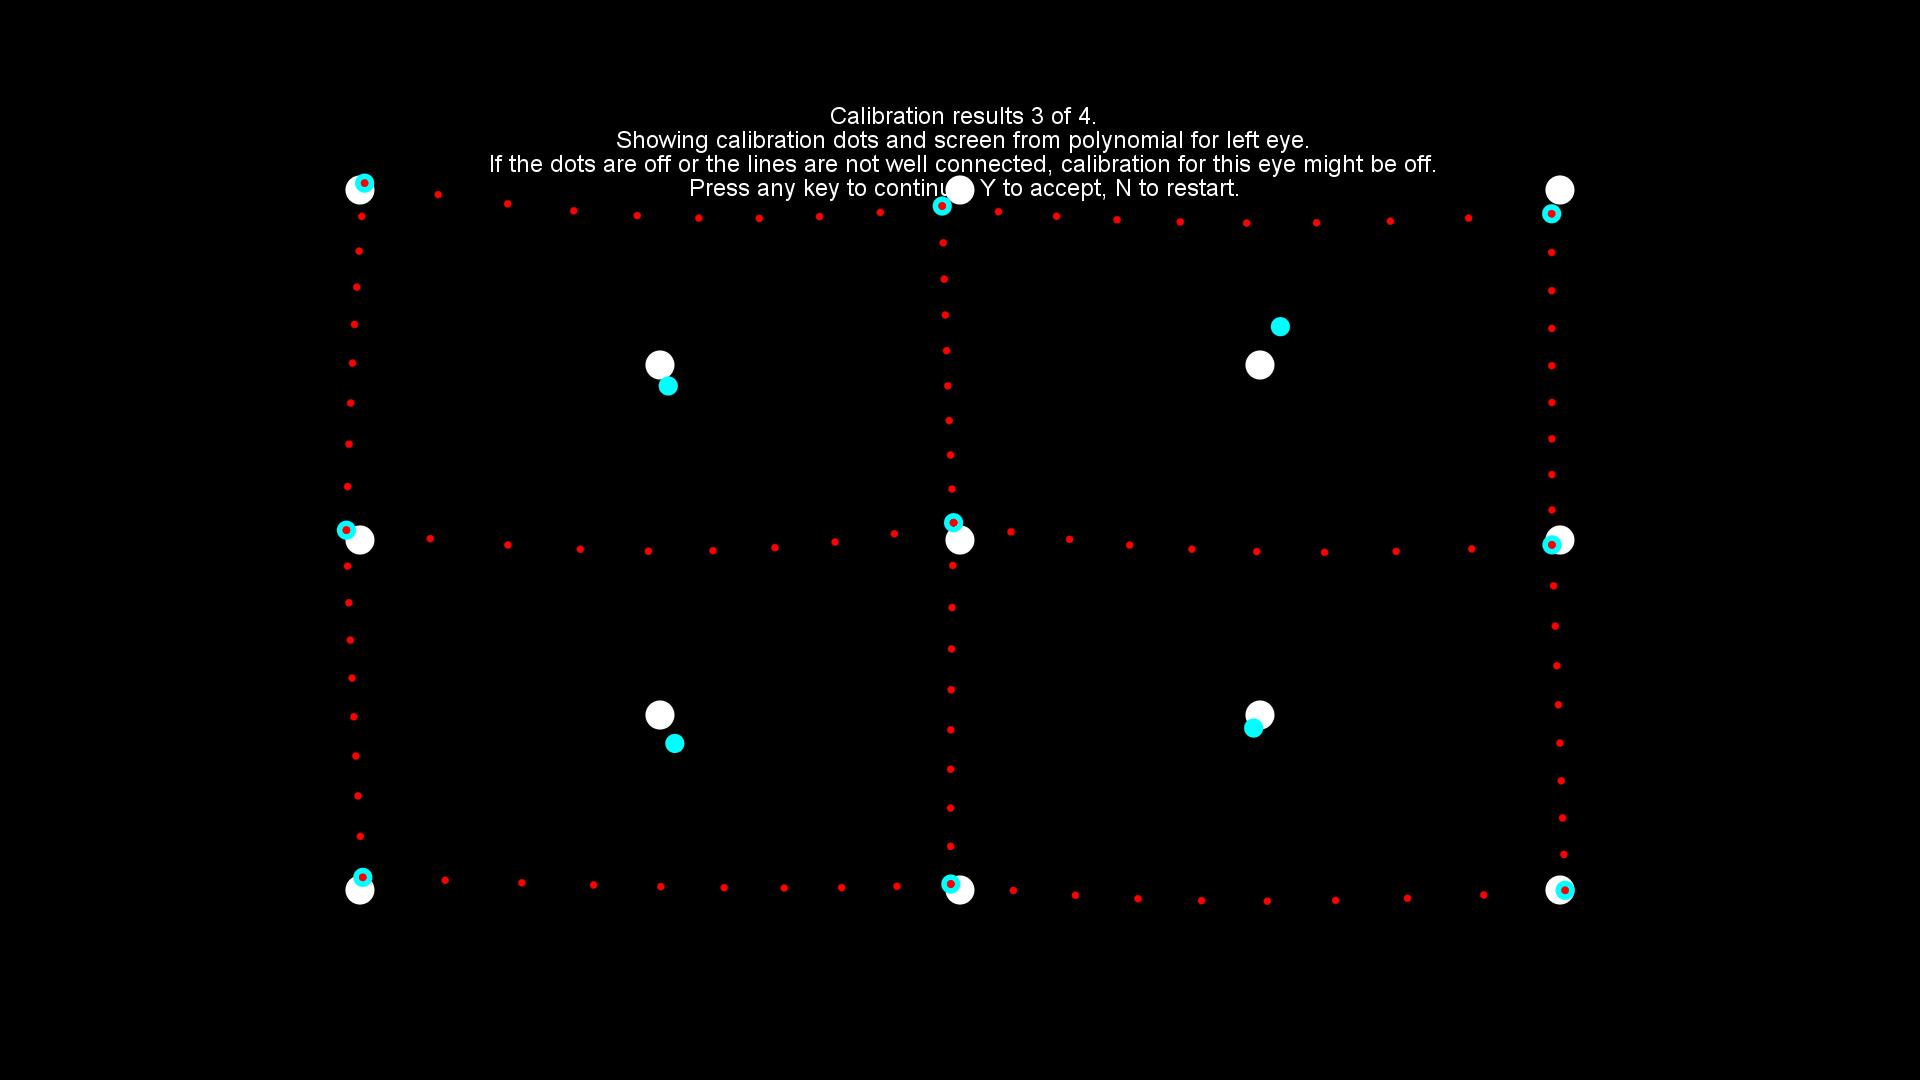 Calibration results 3 of 4.
Showing calibration dots and screen from polynomial for left eye.
If the dots are off or the lines are not well connected, calibration for this eye might be off.
Press any key to continu Y to accept, N to restart.